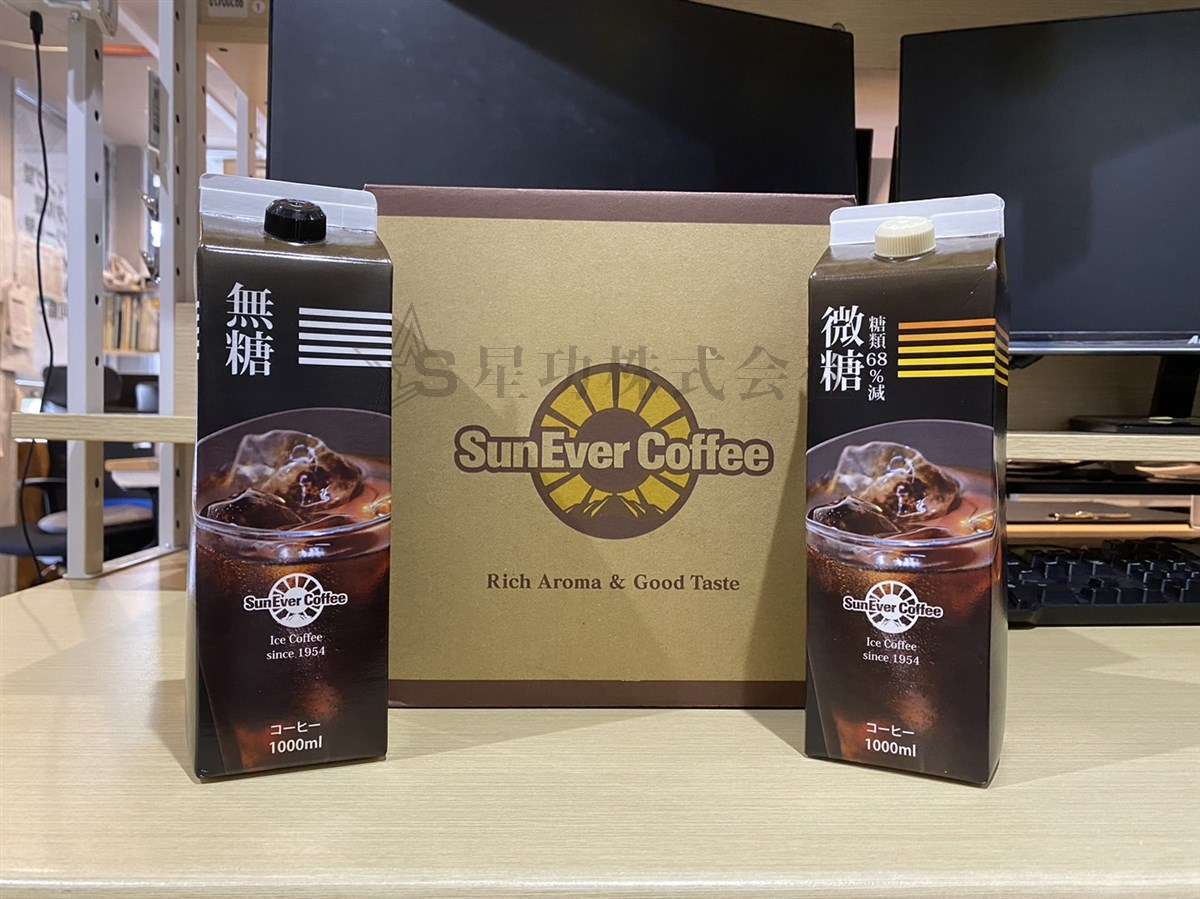 無糖
SunEver Coffee
Ice Coffee
since 1954
コーヒー
1000ml
S星功株式会
SunEver Coffee
Rich Aroma & Good Taste
微糖
糖類68%減
SunEver Coffee
Ice Coffee
since 1954
コーヒー
1000ml